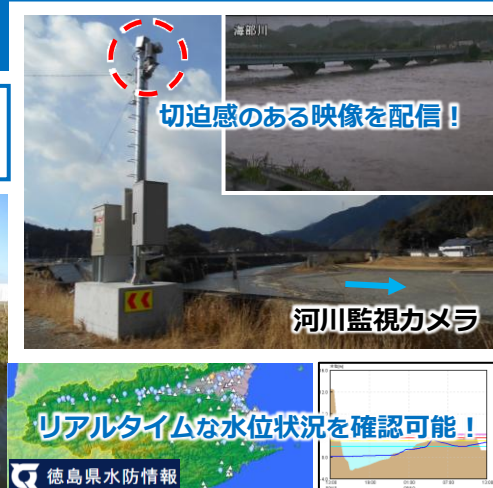 海部川
切迫感のある映像を配信！
河川監視カメラ
リアルタイムな水位状況を確認可能！
徳島県水防情報